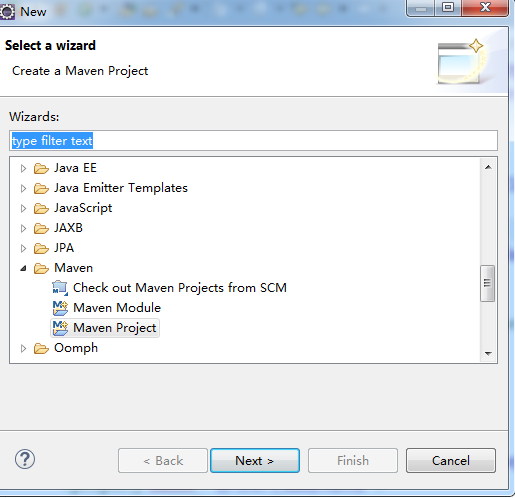 New
Select a wizard
Create a Maven Project
Wizards:
type filter text
Java EE
Java Emitter Templates
JavaScript
JAXB
JPA
Maven
Check out Maven Projects from SCM
Maven Module
Maven Project
Oomph
< Back
Next >
Finish
Cancel